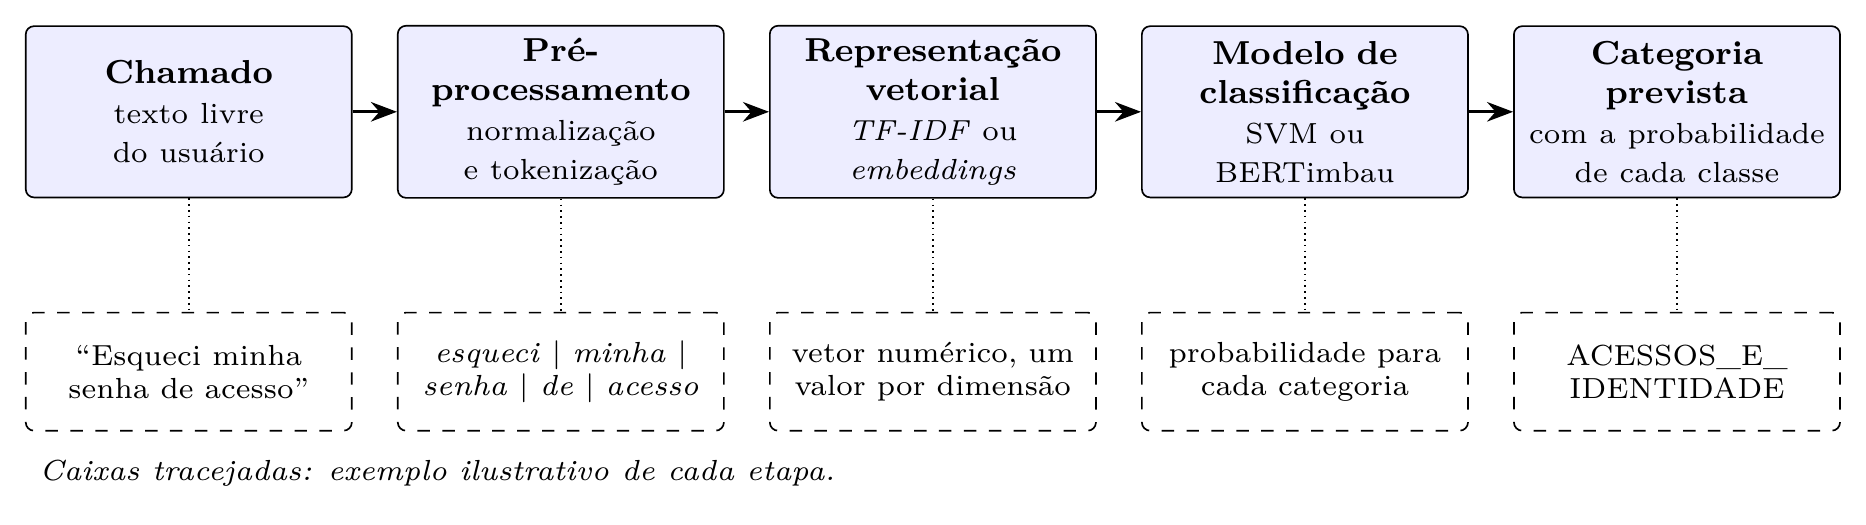 Chamado
texto livre
do usuário
Pré-
processamento
normalização
e tokenização
Representação
vetorial
TF-IDF ou
embeddings
Modelo de
classificação
SVM ou
BERTimbau
Categoria
prevista
com a probabilidade
de cada classe
“Esqueci minha
senha de acesso”
esqueci | minha |
senha | de | acesso
vetor numérico, um
valor por dimensão
probabilidade para
cada categoria
ACESSOS_E_
IDENTIDADE
Caixas tracejadas: exemplo ilustrativo de cada etapa.